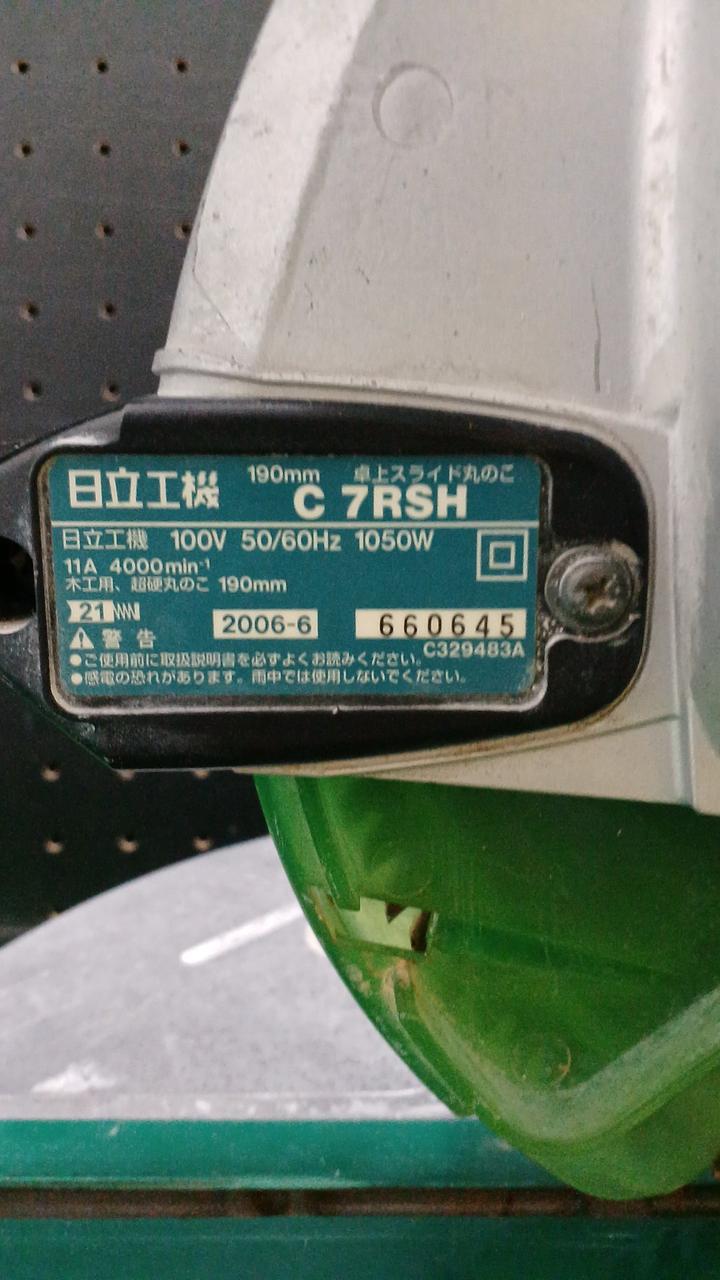 190mm 卓上スライド丸のこ
日立工機 C 7RSH
日立工機 100V 50/60Hz 1050W
11A 4000min⁻¹
木工用、超硬丸のこ 190mm
21
2006-6 660645
⚠ 警告 C329483A
●ご使用前に取扱説明書を必ずよくお読みください。
●感電の恐れがあります。雨中では使用しないでください。